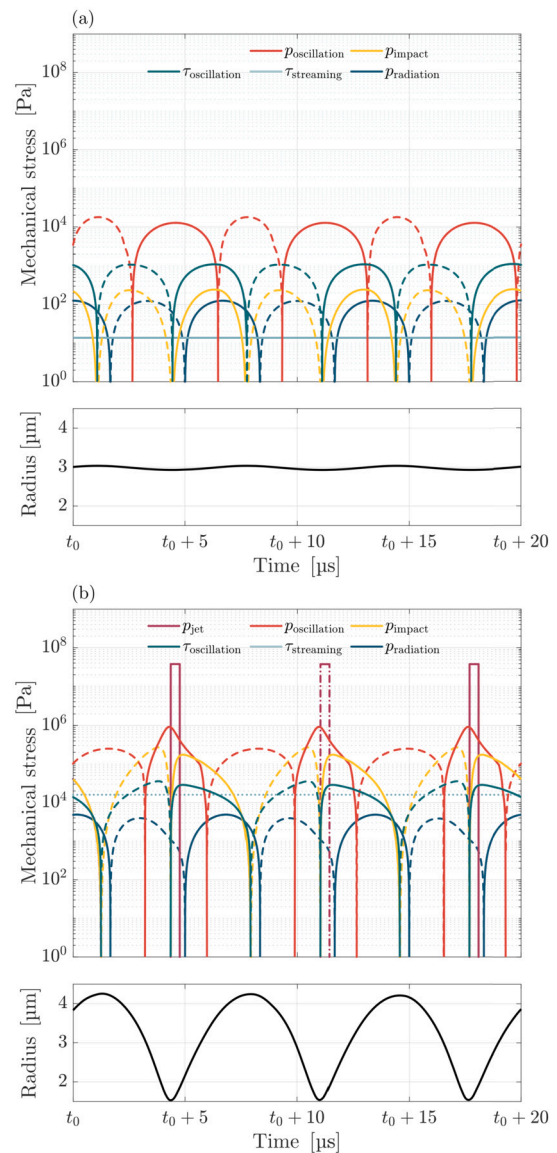 (a)
p_oscillation p_impact
τ_oscillation τ_streaming p_radiation
Mechanical stress [Pa]
10^8
10^6
10^4
10^2
10^0
Radius [µm]
4
3
2
t_0 t_0 + 5 t_0 + 10 t_0 + 15 t_0 + 20
Time [µs]
(b)
p_jet p_oscillation p_impact
τ_oscillation τ_streaming p_radiation
Mechanical stress [Pa]
10^8
10^6
10^4
10^2
10^0
Radius [µm]
4
3
2
t_0 t_0 + 5 t_0 + 10 t_0 + 15 t_0 + 20
Time [µs]